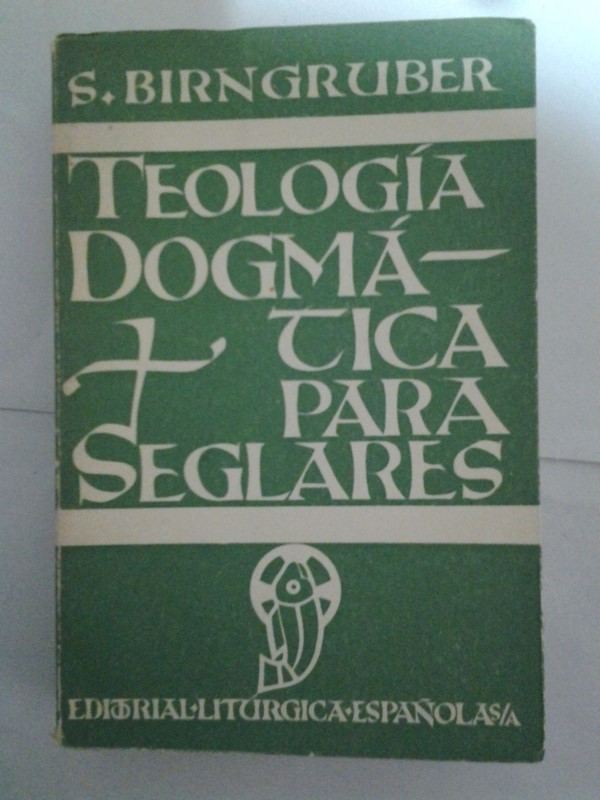 S. BIRNGRUBER
TEOLOGÍA
DOGMÁ—
TICA
PARA
SEGLARES
EDITORIAL·LITURGICA·ESPAÑOLA S/A